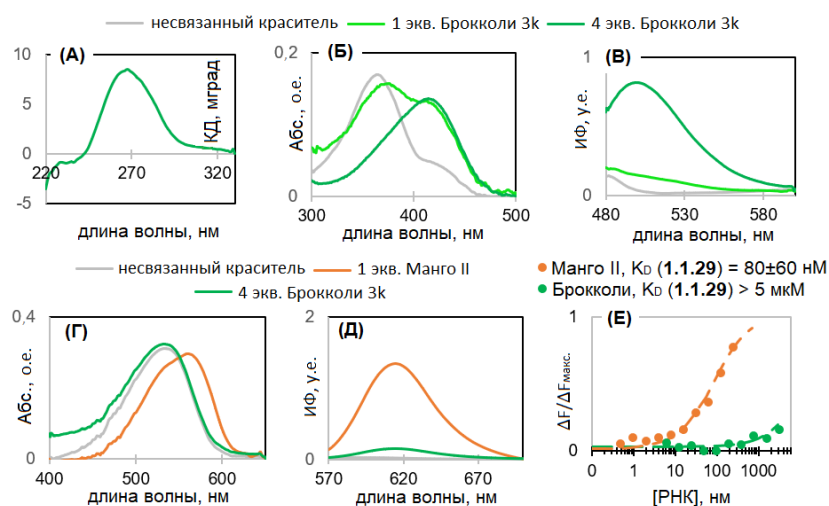 несвязанный краситель 1 экв. Брокколи 3k 4 экв. Брокколи 3k
(А)
10
5
0
-5
220
270
320
КД, мград
длина волны, нм
(Б)
0,2
0
Абс., о.е.
300
400
500
длина волны, нм
(В)
1
0
ИФ, у.е.
480
530
580
длина волны, нм
несвязанный краситель 1 экв. Манго II
4 экв. Брокколи 3k
Манго II, KD (1.1.29) = 80±60 нМ
Брокколи, KD (1.1.29) > 5 мкМ
(Г)
0,4
0
Абс., о.е.
400
500
600
длина волны, нм
(Д)
2
0
ИФ, у.е.
570
620
670
длина волны, нм
(Е)
1
0
ΔF/ΔFмакс.
0
1
10
100
1000
[РНК], нм